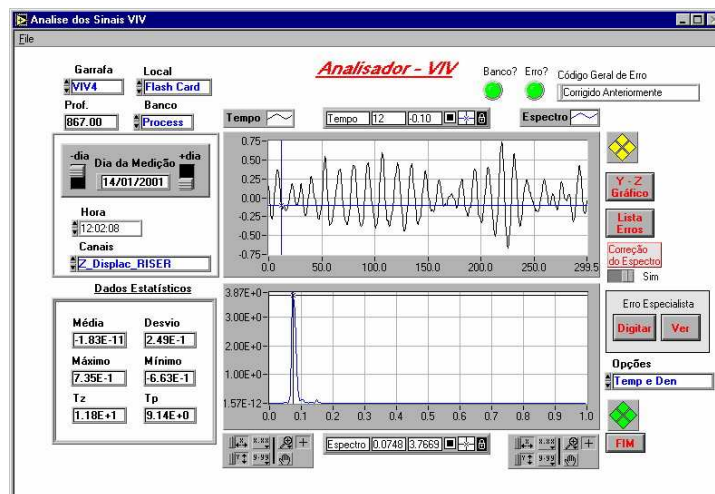 Analise dos Sinais VIV
File
Garrafa Local
VIV4 Flash Card
Prof. Banco
867.00 Process
Analisador - VIV
Banco? Erro? Código Geral de Erro
Corrigido Anteriormente
Tempo Tempo 12 -0.10 Espectro
-dia Dia da Medição +dia
14/01/2001
Hora
12:02:08
Canais
Z_Displac_RISER
0.75
0.50
0.25
0.00
-0.25
-0.50
-0.75
0.0 50.0 100.0 150.0 200.0 250.0 299.5
Y - Z
Gráfico
Lista
Erros
Correção
do Espectro
Sim
Dados Estatísticos
Média Desvio
-1.83E-11 2.49E-1
Máximo Mínimo
7.35E-1 -6.63E-1
Tz Tp
1.18E+1 9.14E+0
3.87E+0
3.00E+0
2.00E+0
1.00E+0
1.57E-12
0.0 0.1 0.2 0.3 0.4 0.5 0.6 0.7 0.8 0.9 1.0
Erro Especialista
Digitar Ver
Opções
Temp e Den
FIM
Espectro 0.0748 3.7669
X X.XX
Y Y.YY
X X.XX
Y Y.YY